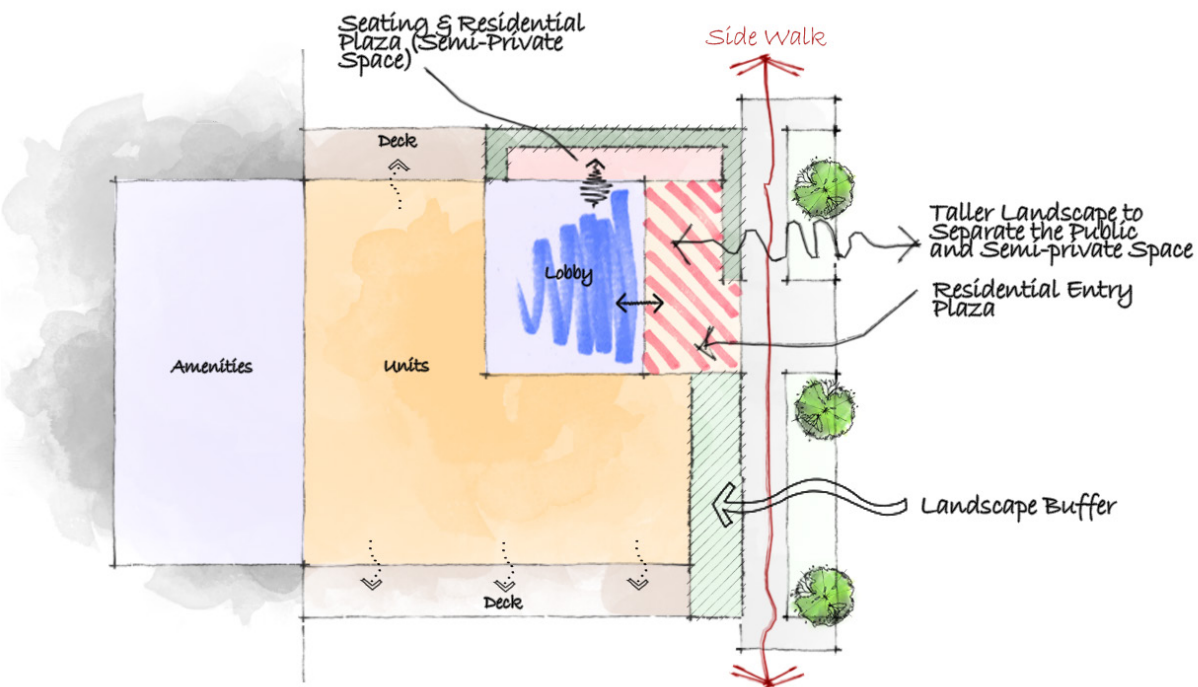 Seating & Residential
Plaza (Semi-Private
Space)
Side Walk
Deck
Taller Landscape to
Separate the Public
and Semi-private Space
Lobby
Residential Entry
Plaza
Amenities
Units
Landscape Buffer
Deck